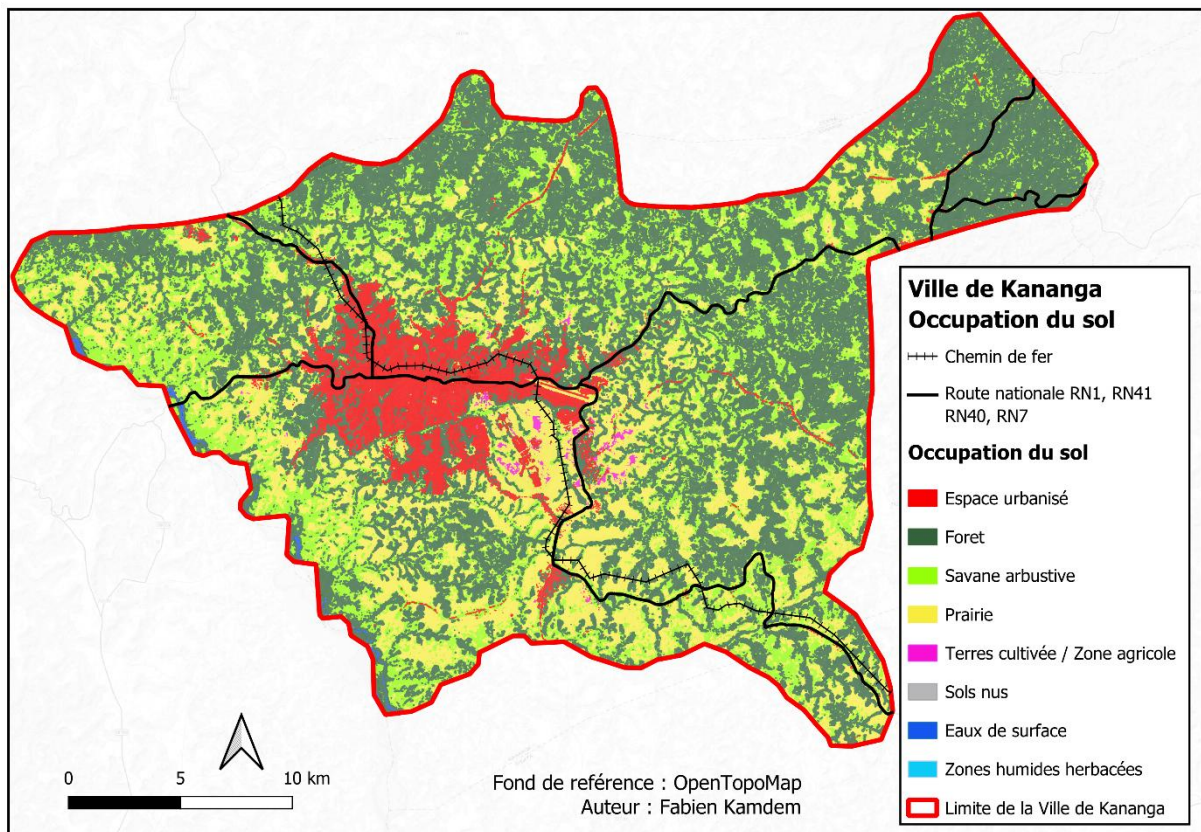 Ville de Kananga
Occupation du sol
Chemin de fer
Route nationale RN1, RN41
RN40, RN7
Occupation du sol
Espace urbanisé
Foret
Savane arbustive
Prairie
Terres cultivée / Zone agricole
Sols nus
Eaux de surface
Zones humides herbacées
Limite de la Ville de Kananga
0 5 10 km
Fond de reférence : OpenTopoMap
Auteur : Fabien Kamdem